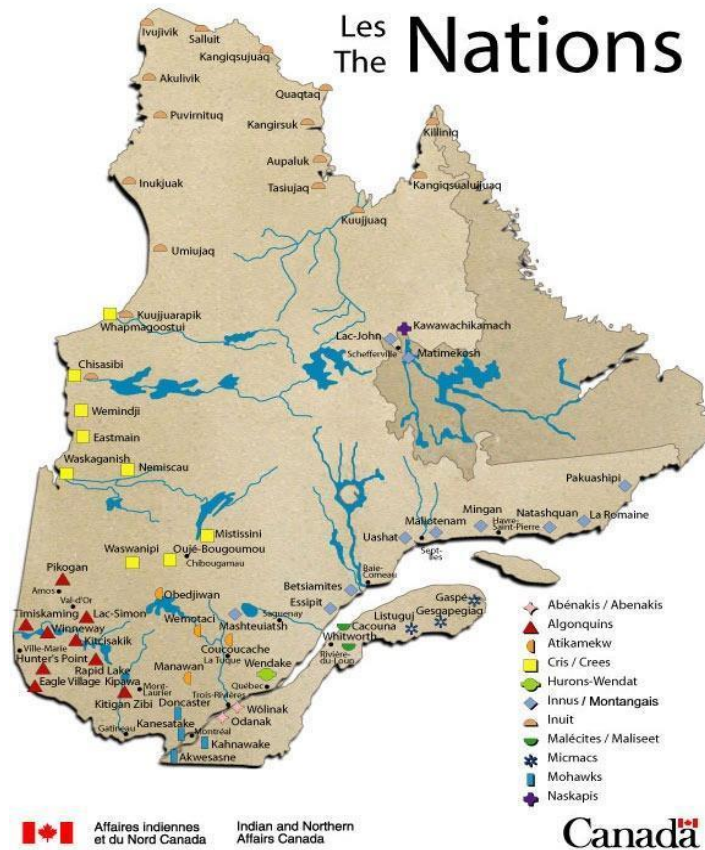 Les
The
Nations
Ivujivik
Salluit
Kangiqsujuaq
Akulivik
Quaqtaq
Puvirnituq
Kangirsuk
Killiniq
Aupaluk
Inukjuak
Tasiujaq
Kangiqsualujjuaq
Kuujjuaq
Umiujaq
Kuujjuarapik
Whapmagoostui
Kawawachikamach
Lac-John
Schefferville
Matimekosh
Chisasibi
Wemindji
Eastmain
Waskaganish
Nemiscau
Pakuashipi
Mingan
Natashquan
La Romaine
Maliotenam
Havre-
Saint-Pierre
Uashat
Sept-
Iles
Mistissini
Waswanipi
Oujé-Bougoumou
Chibougamau
Baie-
Comeau
Pikogan
Amos
Val-d'Or
Obedjiwan
Betsiamites
Essipit
Timiskaming
Lac-Simon
Wemotaci
Mashteuiatsh
Saguenay
Gaspé
Gesgapegiag
Listuguj
Cacouna
Winneway
Kitcisakik
Ville-Marie
Coucoucache
Whitworth
Rivière-
du-Loup
Hunter's Point
La Tuque
Rapid Lake
Manawan
Wendake
Eagle Village Kipawa
Mont-
Laurier
Trois-Rivières
Québec
Kitigan Zibi
Doncaster
Wôlinak
Odanak
Gatineau
Kanesatake
Montréal
Kahnawake
Akwesasne
Abénakis / Abenakis
Algonquins
Atikamekw
Cris / Crees
Hurons-Wendat
Innus / Montangais
Inuit
Malécites / Maliseet
Micmacs
Mohawks
Naskapis
Affaires indiennes
et du Nord Canada
Indian and Northern
Affairs Canada
Canada